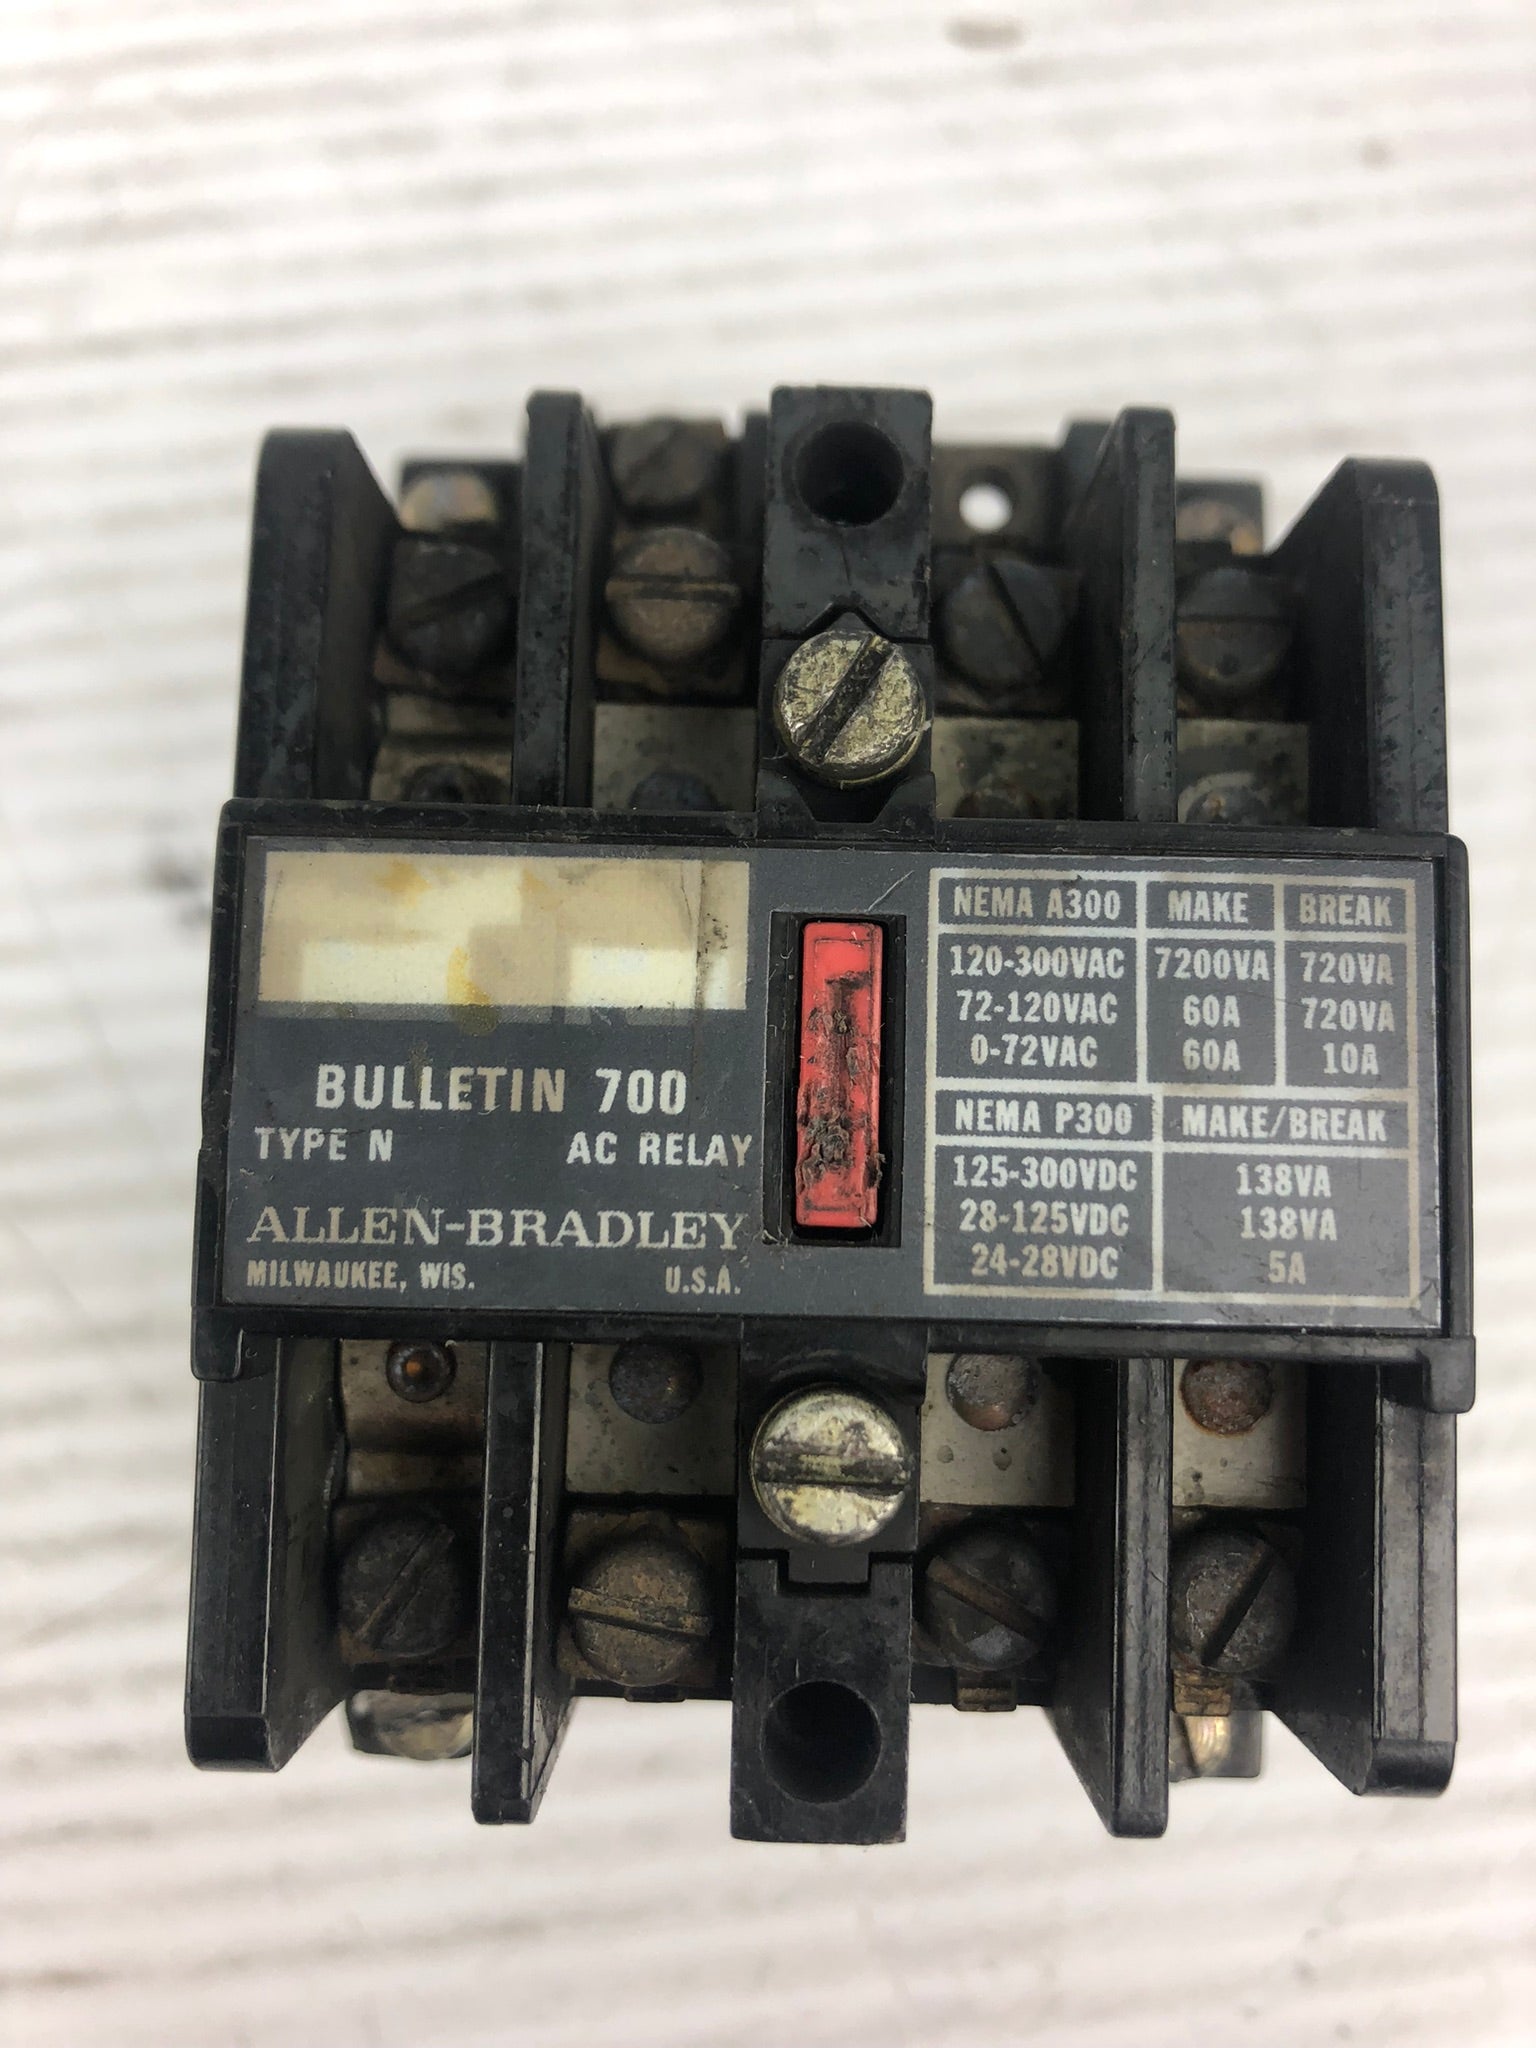 BULLETIN 700
TYPE N AC RELAY
ALLEN-BRADLEY
MILWAUKEE, WIS. U.S.A.
NEMA A300 MAKE BREAK
120-300VAC 7200VA 720VA
72-120VAC 60A 720VA
0-72VAC 60A 10A
NEMA P300 MAKE/BREAK
125-300VDC 138VA
28-125VDC 138VA
24-28VDC 5A